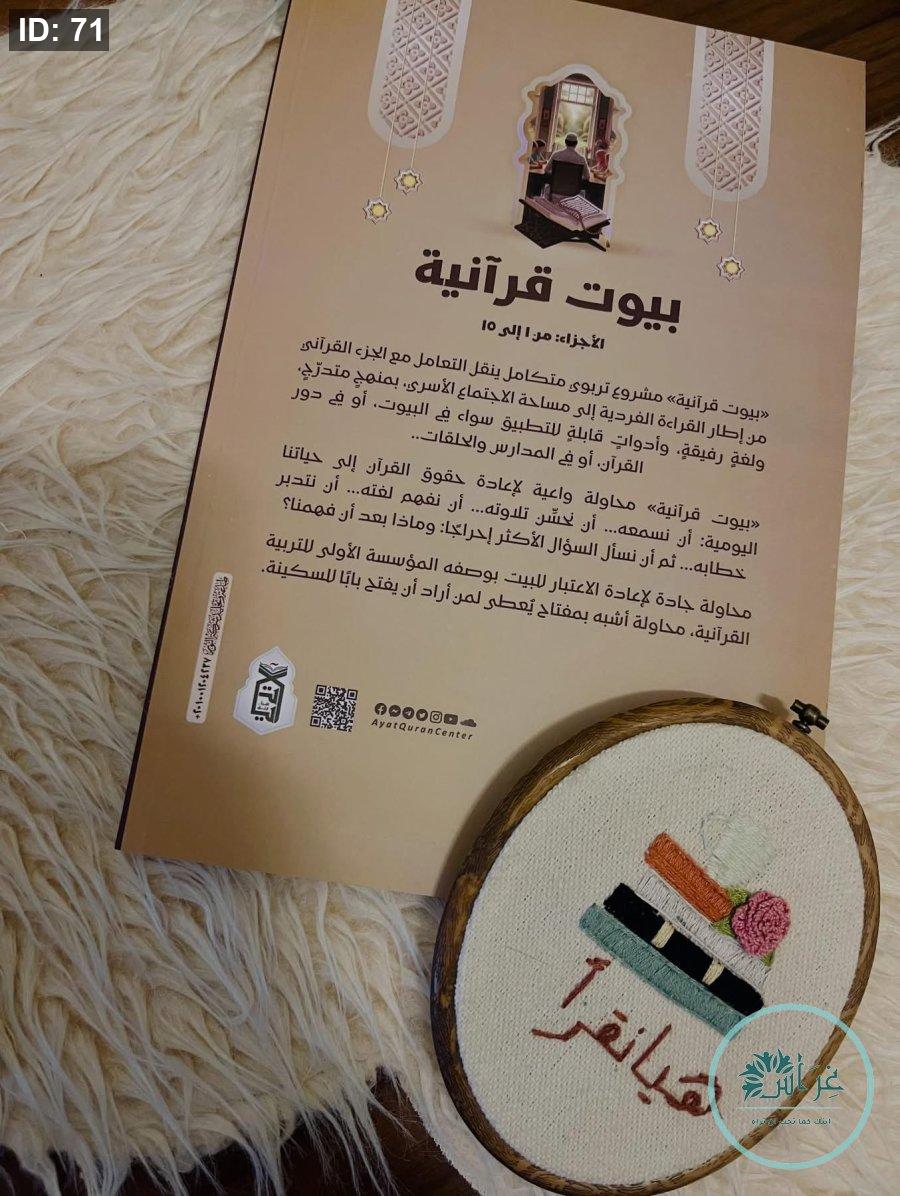 ID: 71
بيوت قرآنية
الأجزاء: من ١ إلى ١٥
«بيوت قرآنية» مشروع تربوي متكامل ينقل التعامل مع الجزء القرآني
من إطار القراءة الفردية إلى مساحة الاجتماع الأسري، بمنهجٍ متدرّجٍ،
ولغةٍ رفيقةٍ، وأدواتٍ قابلةٍ للتطبيق سواء في البيوت، أو في دور
القرآن، أو في المدارس والحلقات..
«بيوت قرآنية» محاولة واعية لإعادة حقوق القرآن إلى حياتنا
اليومية: أن نسمعه... أن نحسِّن تلاوته... أن نفهم لغته... أن نتدبر
خطابه... ثم أن نسأل السؤال الأكثر إحراجًا: وماذا بعد أن فهمنا؟
محاولة جادة لإعادة الاعتبار للبيت بوصفه المؤسسة الأولى للتربية
القرآنية، محاولة أشبه بمفتاح يُعطى لمن أراد أن يفتح بابًا للسكينة.
AyatQuranCenter
+٢٠١٠٠١٢٠٤٢٣٧
هيا نقرأ
غِرَاس